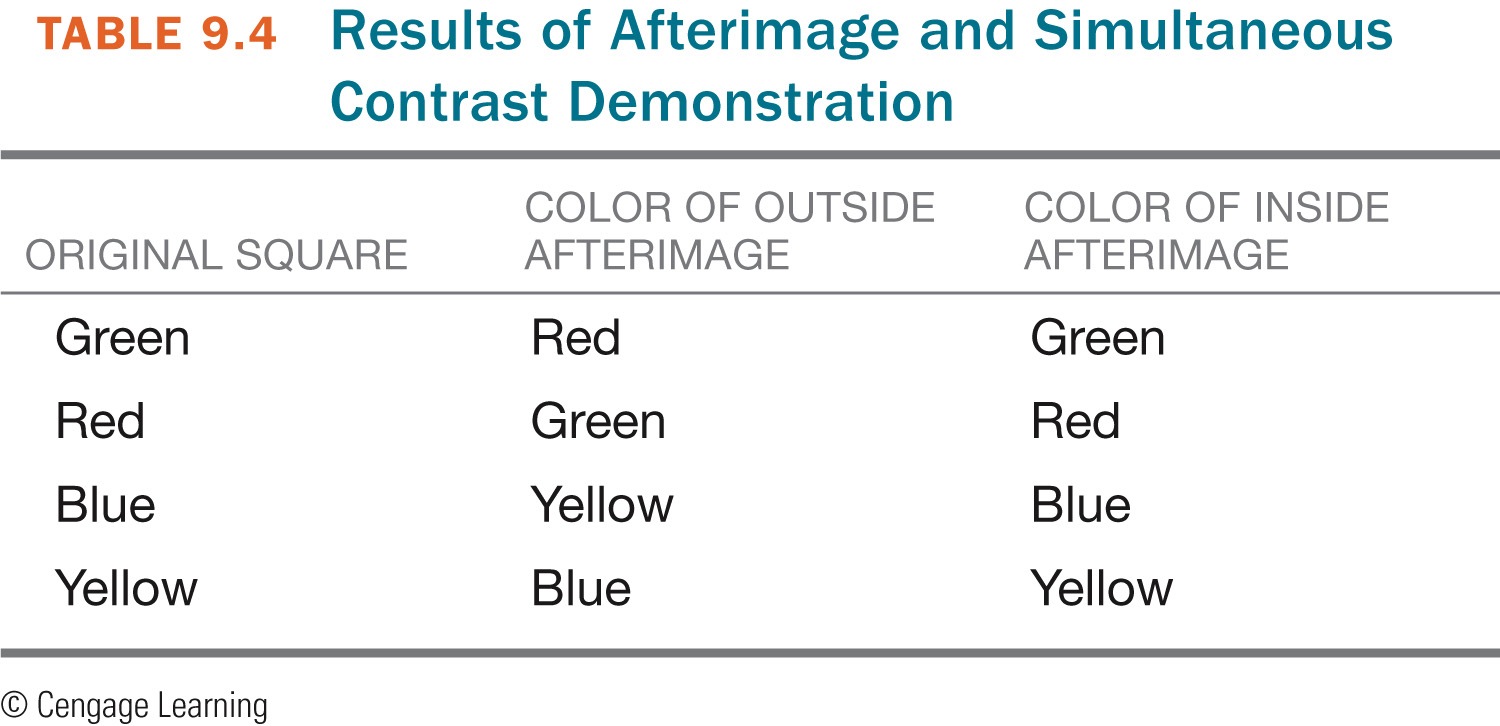 TABLE 9.4 Results of Afterimage and Simultaneous
Contrast Demonstration
ORIGINAL SQUARE COLOR OF OUTSIDE AFTERIMAGE COLOR OF INSIDE AFTERIMAGE
Green Red Green
Red Green Red
Blue Yellow Blue
Yellow Blue Yellow
© Cengage Learning